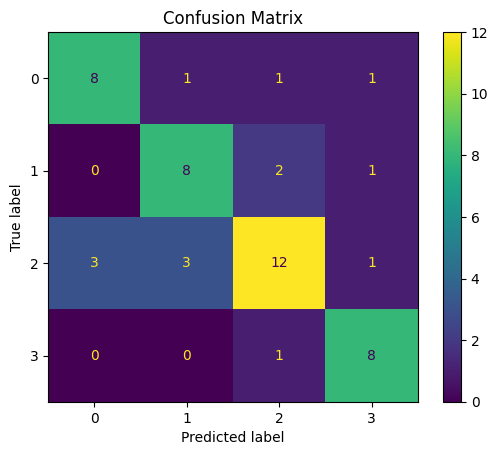 Confusion Matrix
True label
0 8 1 1 1
1 0 8 2 1
2 3 3 12 1
3 0 0 1 8
0 1 2 3
Predicted label
12
10
8
6
4
2
0